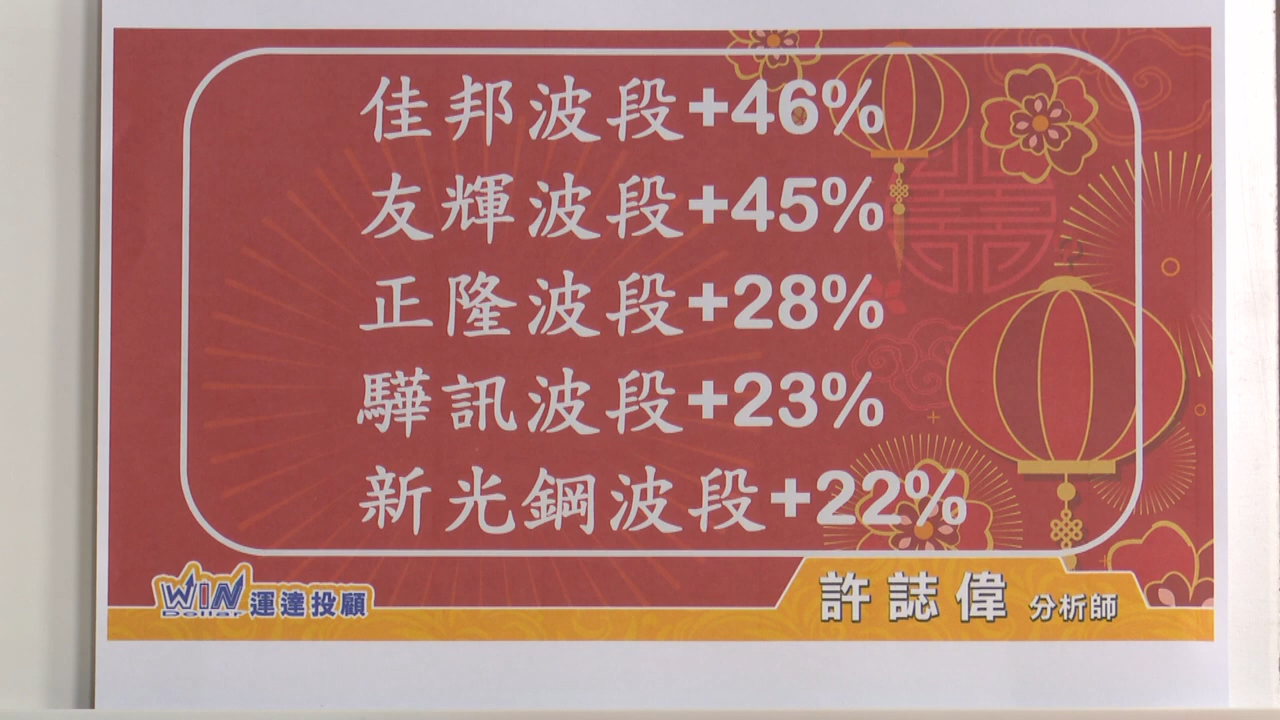 佳邦波段+46%
友輝波段+45%
正隆波段+28%
驊訊波段+23%
新光鋼波段+22%
WIN
Dollar
運達投顧
許誌偉 分析師